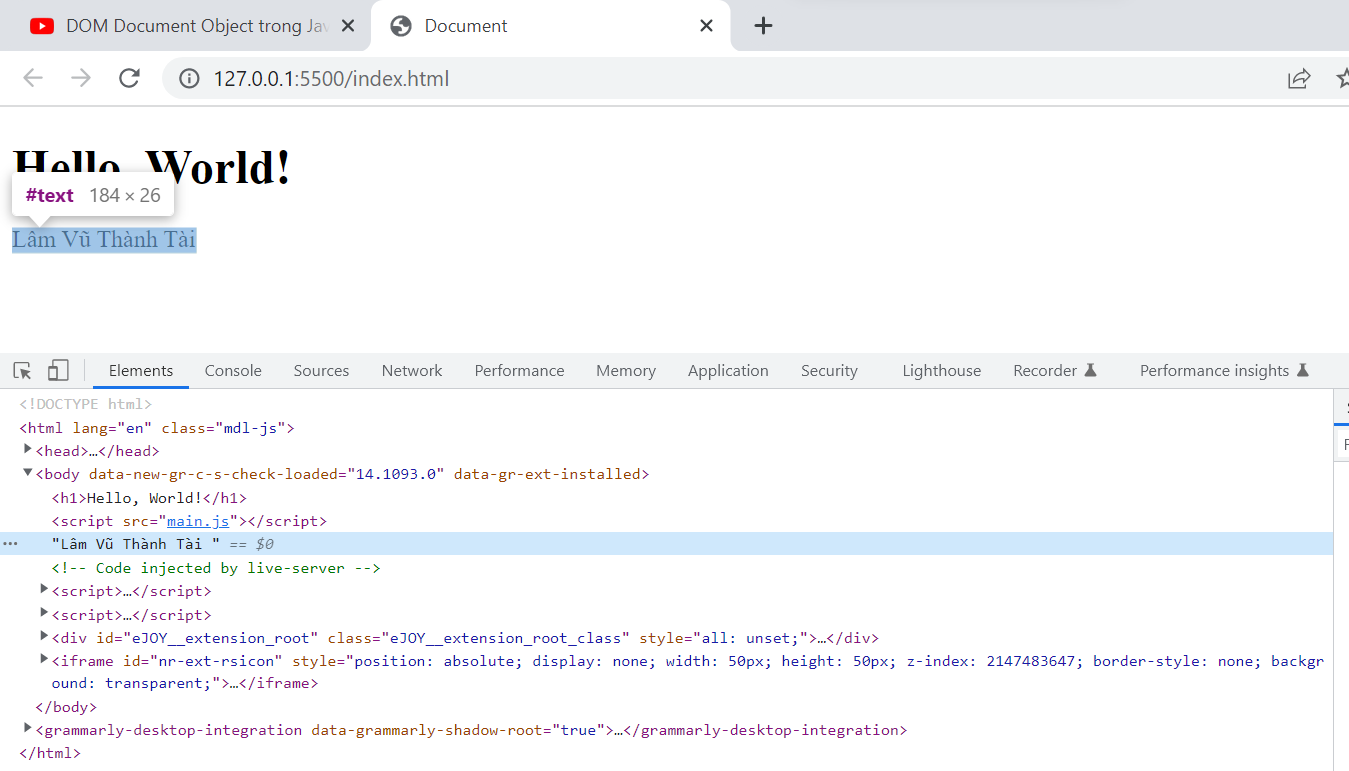 DOM Document Object trong Jav
Document
127.0.0.1:5500/index.html
Hello, World!
#text 184 × 26
Lâm Vũ Thành Tài
Elements Console Sources Network Performance Memory Application Security Lighthouse Recorder Performance insights
<!DOCTYPE html>
<html lang="en" class="mdl-js">
<head>…</head>
<body data-new-gr-c-s-check-loaded="14.1093.0" data-gr-ext-installed>
<h1>Hello, World!</h1>
<script src="main.js"></script>
"Lâm Vũ Thành Tài " == $0
<!-- Code injected by live-server -->
<script>…</script>
<script>…</script>
<div id="eJOY__extension_root" class="eJOY__extension_root_class" style="all: unset;">…</div>
<iframe id="nr-ext-rsicon" style="position: absolute; display: none; width: 50px; height: 50px; z-index: 2147483647; border-style: none; backgr
ound: transparent;">…</iframe>
</body>
<grammarly-desktop-integration data-grammarly-shadow-root="true">…</grammarly-desktop-integration>
</html>